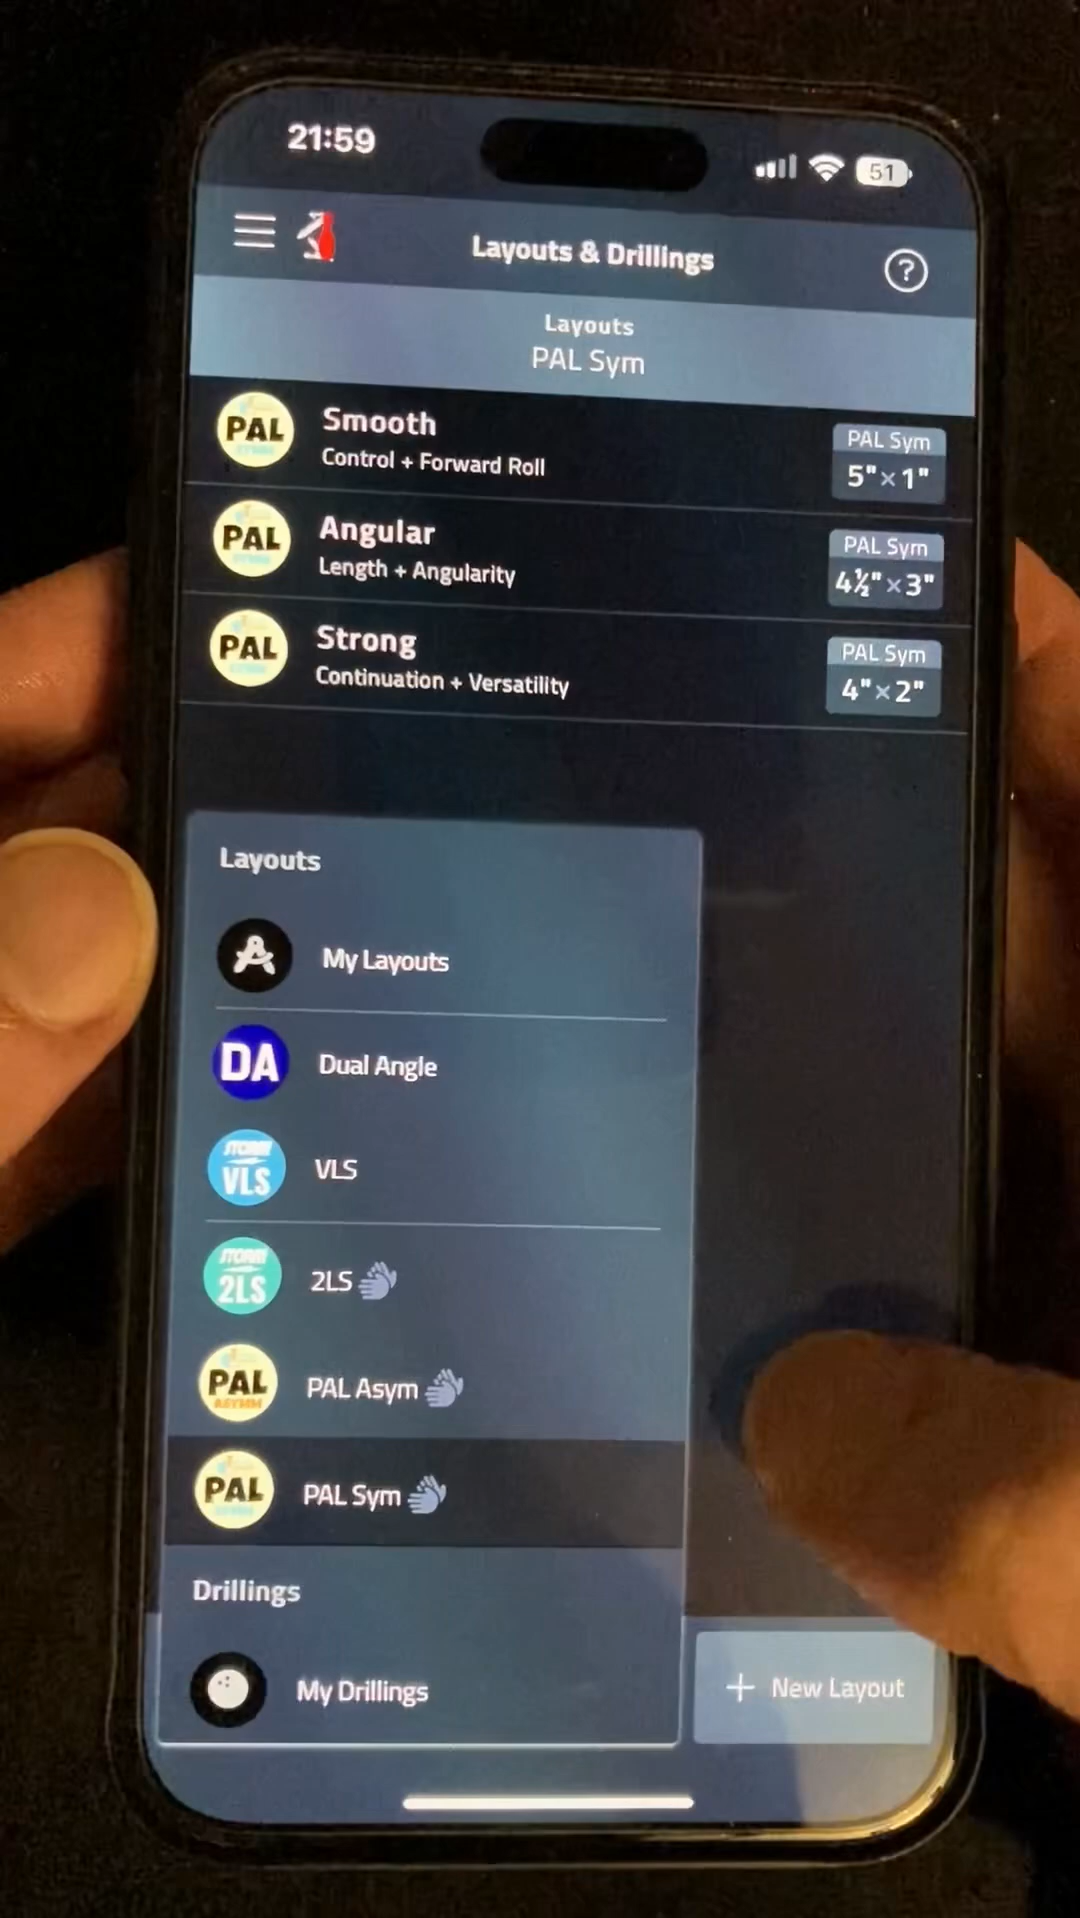 21:59
51
Layouts & Drillings
?
Layouts
PAL Sym
PAL
Smooth
Control + Forward Roll
PAL Sym
5"×1"
PAL
Angular
Length + Angularity
PAL Sym
4½"×3"
PAL
Strong
Continuation + Versatility
PAL Sym
4"×2"
Layouts
My Layouts
DA
Dual Angle
STORM
VLS
VLS
STORM
2LS
2LS
PAL
ASYMM
PAL Asym
PAL
PAL Sym
Drillings
My Drillings
+ New Layout